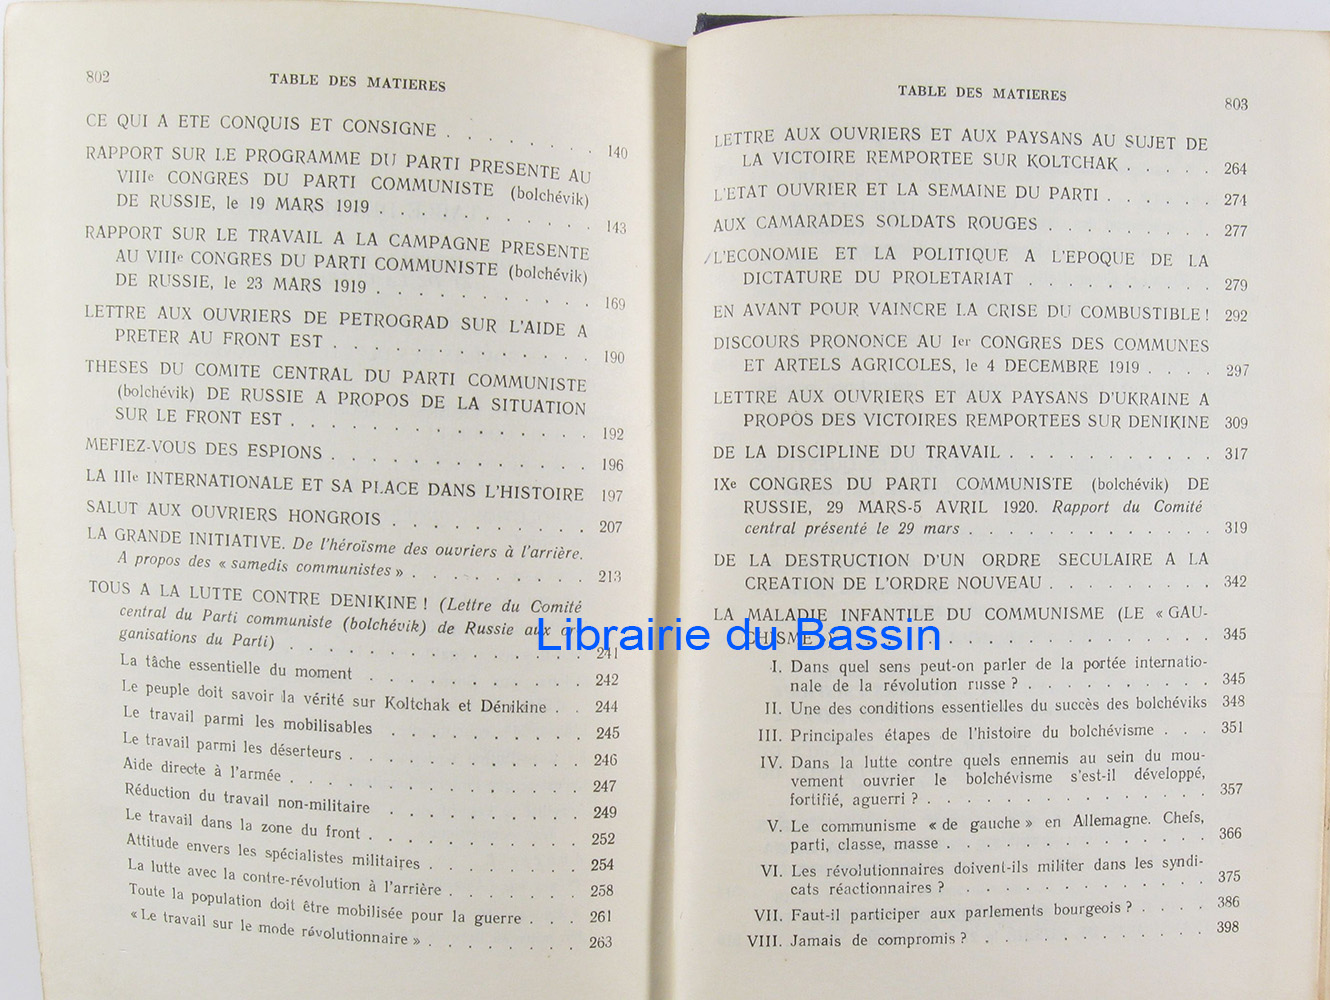 802
TABLE DES MATIERES
CE QUI A ETE CONQUIS ET CONSIGNE . . . . . . . 140
RAPPORT SUR LE PROGRAMME DU PARTI PRESENTE AU
VIIIe CONGRES DU PARTI COMMUNISTE (bolchévik)
DE RUSSIE, le 19 MARS 1919 . . . . . . . . . . 143
RAPPORT SUR LE TRAVAIL A LA CAMPAGNE PRESENTE
AU VIIIe CONGRES DU PARTI COMMUNISTE (bolchévik)
DE RUSSIE, le 23 MARS 1919 . . . . . . . . . . 169
LETTRE AUX OUVRIERS DE PETROGRAD SUR L'AIDE A
PRETER AU FRONT EST . . . . . . . . . . . . 190
THESES DU COMITE CENTRAL DU PARTI COMMUNISTE
(bolchévik) DE RUSSIE A PROPOS DE LA SITUATION
SUR LE FRONT EST . . . . . . . . . . . . . 192
MEFIEZ-VOUS DES ESPIONS . . . . . . . . . . . . 196
LA IIIe INTERNATIONALE ET SA PLACE DANS L'HISTOIRE 197
SALUT AUX OUVRIERS HONGROIS . . . . . . . . . . 207
LA GRANDE INITIATIVE. De l'héroïsme des ouvriers à l'arrière.
A propos des « samedis communistes » . . . . . . . . 213
TOUS A LA LUTTE CONTRE DENIKINE ! (Lettre du Comité
central du Parti communiste (bolchévik) de Russie aux or-
ganisations du Parti) . . . . . . . . . . . . . 241
La tâche essentielle du moment . . . . . . . . . . 242
Le peuple doit savoir la vérité sur Koltchak et Dénikine . . 244
Le travail parmi les mobilisables . . . . . . . . . 245
Le travail parmi les déserteurs . . . . . . . . . . 246
Aide directe à l'armée . . . . . . . . . . . . . 247
Réduction du travail non-militaire . . . . . . . . . 249
Le travail dans la zone du front . . . . . . . . . . 252
Attitude envers les spécialistes militaires . . . . . . . 254
La lutte avec la contre-révolution à l'arrière . . . . . . 258
Toute la population doit être mobilisée pour la guerre . . . 261
« Le travail sur le mode révolutionnaire » . . . . . . . 263
TABLE DES MATIERES
803
LETTRE AUX OUVRIERS ET AUX PAYSANS AU SUJET DE
LA VICTOIRE REMPORTEE SUR KOLTCHAK . . . . . 264
L'ETAT OUVRIER ET LA SEMAINE DU PARTI . . . . . . 274
AUX CAMARADES SOLDATS ROUGES . . . . . . . . . 277
L'ECONOMIE ET LA POLITIQUE A L'EPOQUE DE LA
DICTATURE DU PROLETARIAT . . . . . . . . . . 279
EN AVANT POUR VAINCRE LA CRISE DU COMBUSTIBLE ! 292
DISCOURS PRONONCE AU Ier CONGRES DES COMMUNES
ET ARTELS AGRICOLES, le 4 DECEMBRE 1919 . . . . 297
LETTRE AUX OUVRIERS ET AUX PAYSANS D'UKRAINE A
PROPOS DES VICTOIRES REMPORTEES SUR DENIKINE 309
DE LA DISCIPLINE DU TRAVAIL . . . . . . . . . . . 317
IXe CONGRES DU PARTI COMMUNISTE (bolchévik) DE
RUSSIE, 29 MARS-5 AVRIL 1920. Rapport du Comité
central présenté le 29 mars . . . . . . . . . . . . 319
DE LA DESTRUCTION D'UN ORDRE SECULAIRE A LA
CREATION DE L'ORDRE NOUVEAU . . . . . . . . . 342
LA MALADIE INFANTILE DU COMMUNISME (LE « GAU-
CHISME ») . . . . . . . . . . . . . . . . 345
Librairie du Bassin
I. Dans quel sens peut-on parler de la portée internatio-
nale de la révolution russe ? . . . . . . . . . . 345
II. Une des conditions essentielles du succès des bolchéviks 348
III. Principales étapes de l'histoire du bolchévisme . . . 351
IV. Dans la lutte contre quels ennemis au sein du mou-
vement ouvrier le bolchévisme s'est-il développé,
fortifié, aguerri ? . . . . . . . . . . . . . . 357
V. Le communisme « de gauche » en Allemagne. Chefs,
parti, classe, masse . . . . . . . . . . . . . 366
VI. Les révolutionnaires doivent-ils militer dans les syndi-
cats réactionnaires ? . . . . . . . . . . . . . 375
VII. Faut-il participer aux parlements bourgeois ? . . . . 386
VIII. Jamais de compromis ? . . . . . . . . . . . . 398